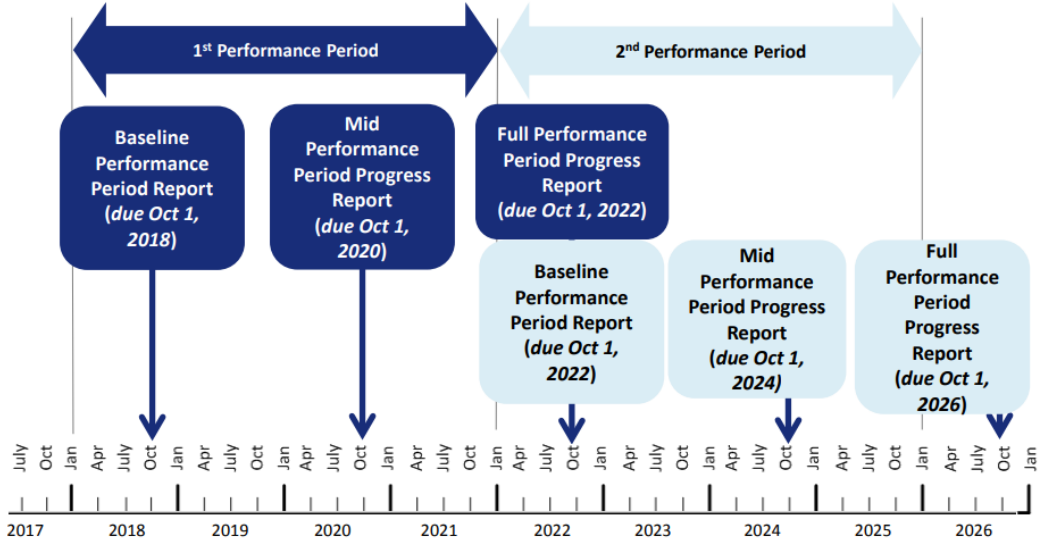 1st Performance Period
2nd Performance Period
Baseline
Performance
Period Report
(due Oct 1,
2018)
Mid
Performance
Period Progress
Report
(due Oct 1,
2020)
Full Performance
Period Progress
Report
(due Oct 1, 2022)
Baseline
Performance
Period Report
(due Oct 1,
2022)
Mid
Performance
Period Progress
Report
(due Oct 1,
2024)
Full
Performance
Period
Progress
Report
(due Oct 1,
2026)
July Oct Jan Apr July Oct Jan Apr July Oct Jan Apr July Oct Jan Apr July Oct Jan Apr July Oct Jan Apr July Oct Jan Apr July Oct Jan Apr July Oct Jan Apr July Oct Jan
2017 2018 2019 2020 2021 2022 2023 2024 2025 2026